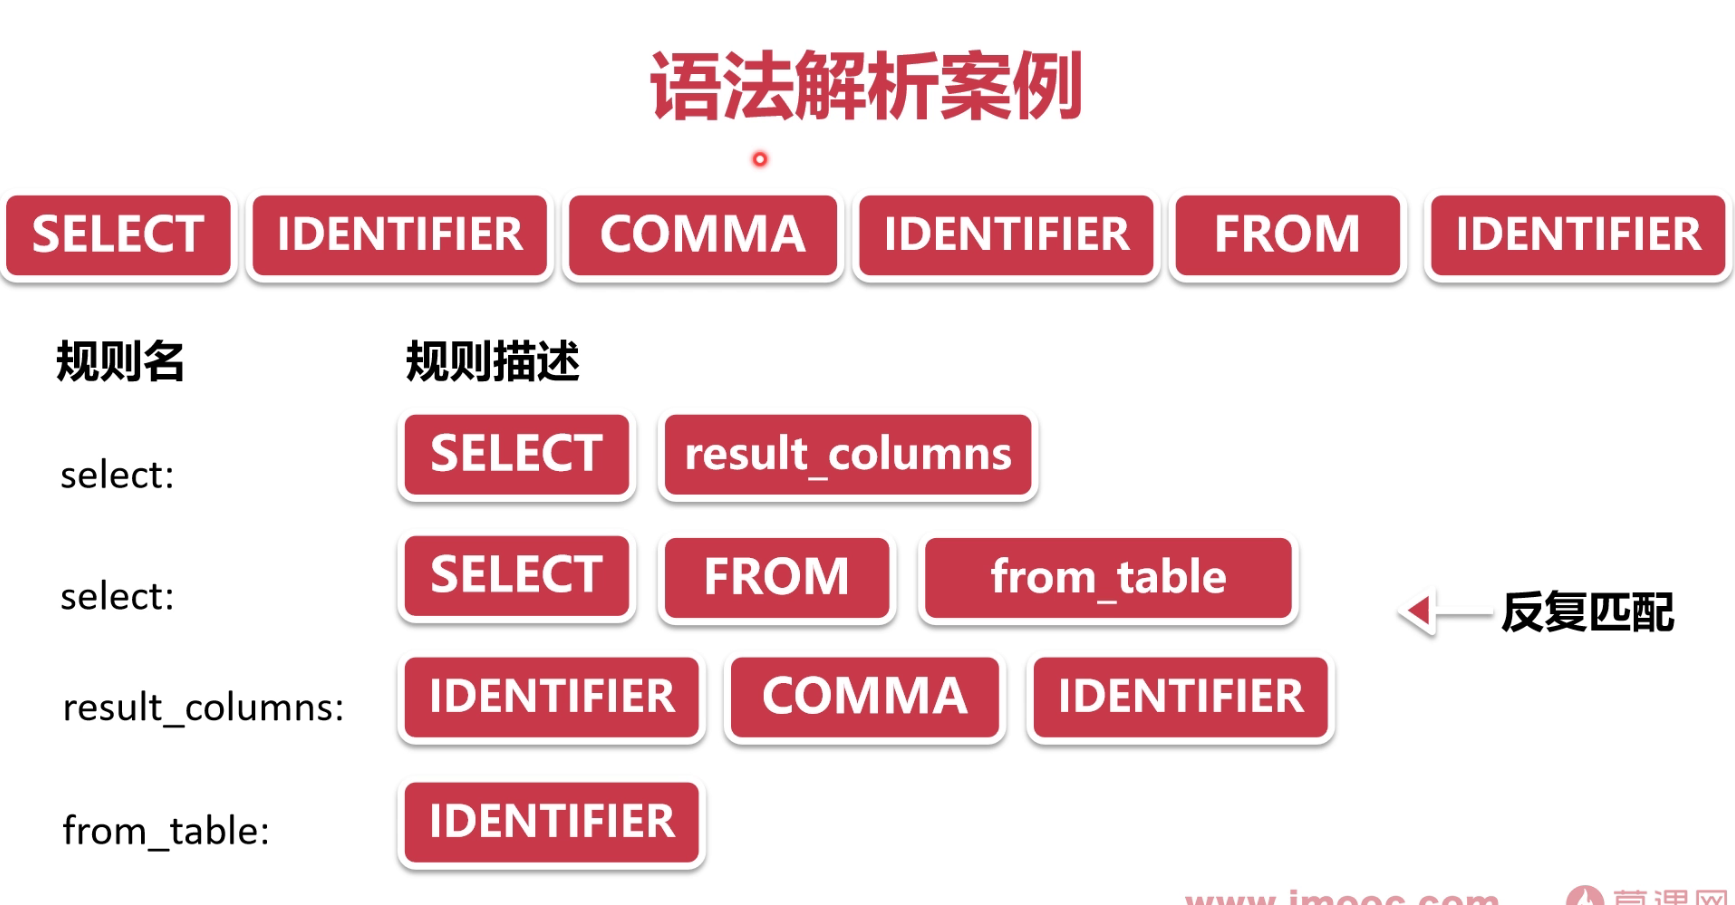 语法解析案例
SELECT IDENTIFIER COMMA IDENTIFIER FROM IDENTIFIER
规则名 规则描述
select: SELECT result_columns
select: SELECT FROM from_table
反复匹配
result_columns: IDENTIFIER COMMA IDENTIFIER
from_table: IDENTIFIER
www.imooc.com 慕课网